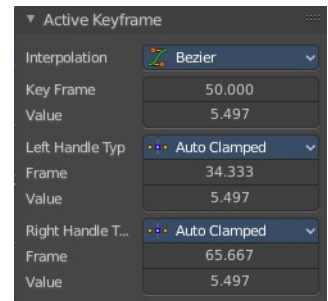 Active Keyframe
Interpolation Bezier
Key Frame 50.000
Value 5.497
Left Handle Typ Auto Clamped
Frame 34.333
Value 5.497
Right Handle T... Auto Clamped
Frame 65.667
Value 5.497